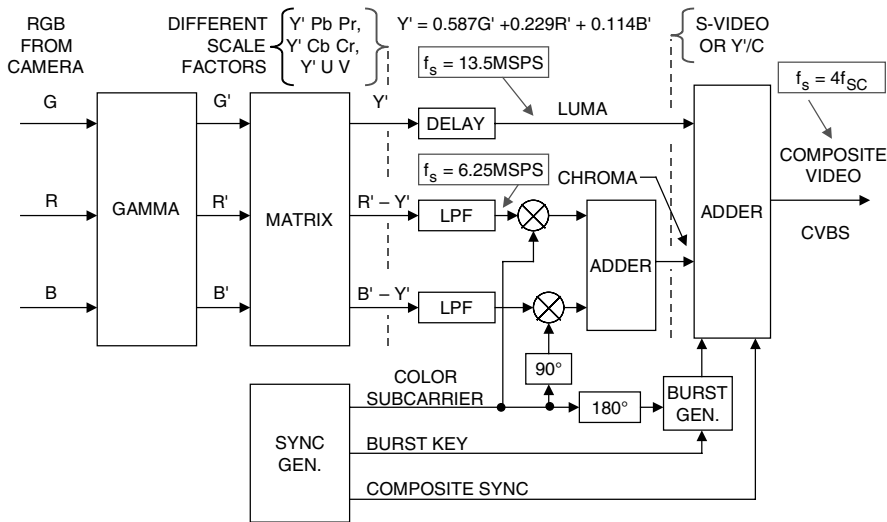 RGB
FROM
CAMERA
DIFFERENT
SCALE
FACTORS
Y' Pb Pr,
Y' Cb Cr,
Y' U V
Y' = 0.587G' +0.229R' + 0.114B'
S-VIDEO
OR Y'/C
fs = 13.5MSPS
fs = 4fSC
G
G'
Y'
DELAY
LUMA
COMPOSITE
VIDEO
fs = 6.25MSPS
CHROMA
R
GAMMA
R'
MATRIX
R' – Y'
LPF
ADDER
ADDER
CVBS
B
B'
B' – Y'
LPF
90°
COLOR
SUBCARRIER
180°
BURST
GEN.
SYNC
GEN.
BURST KEY
COMPOSITE SYNC